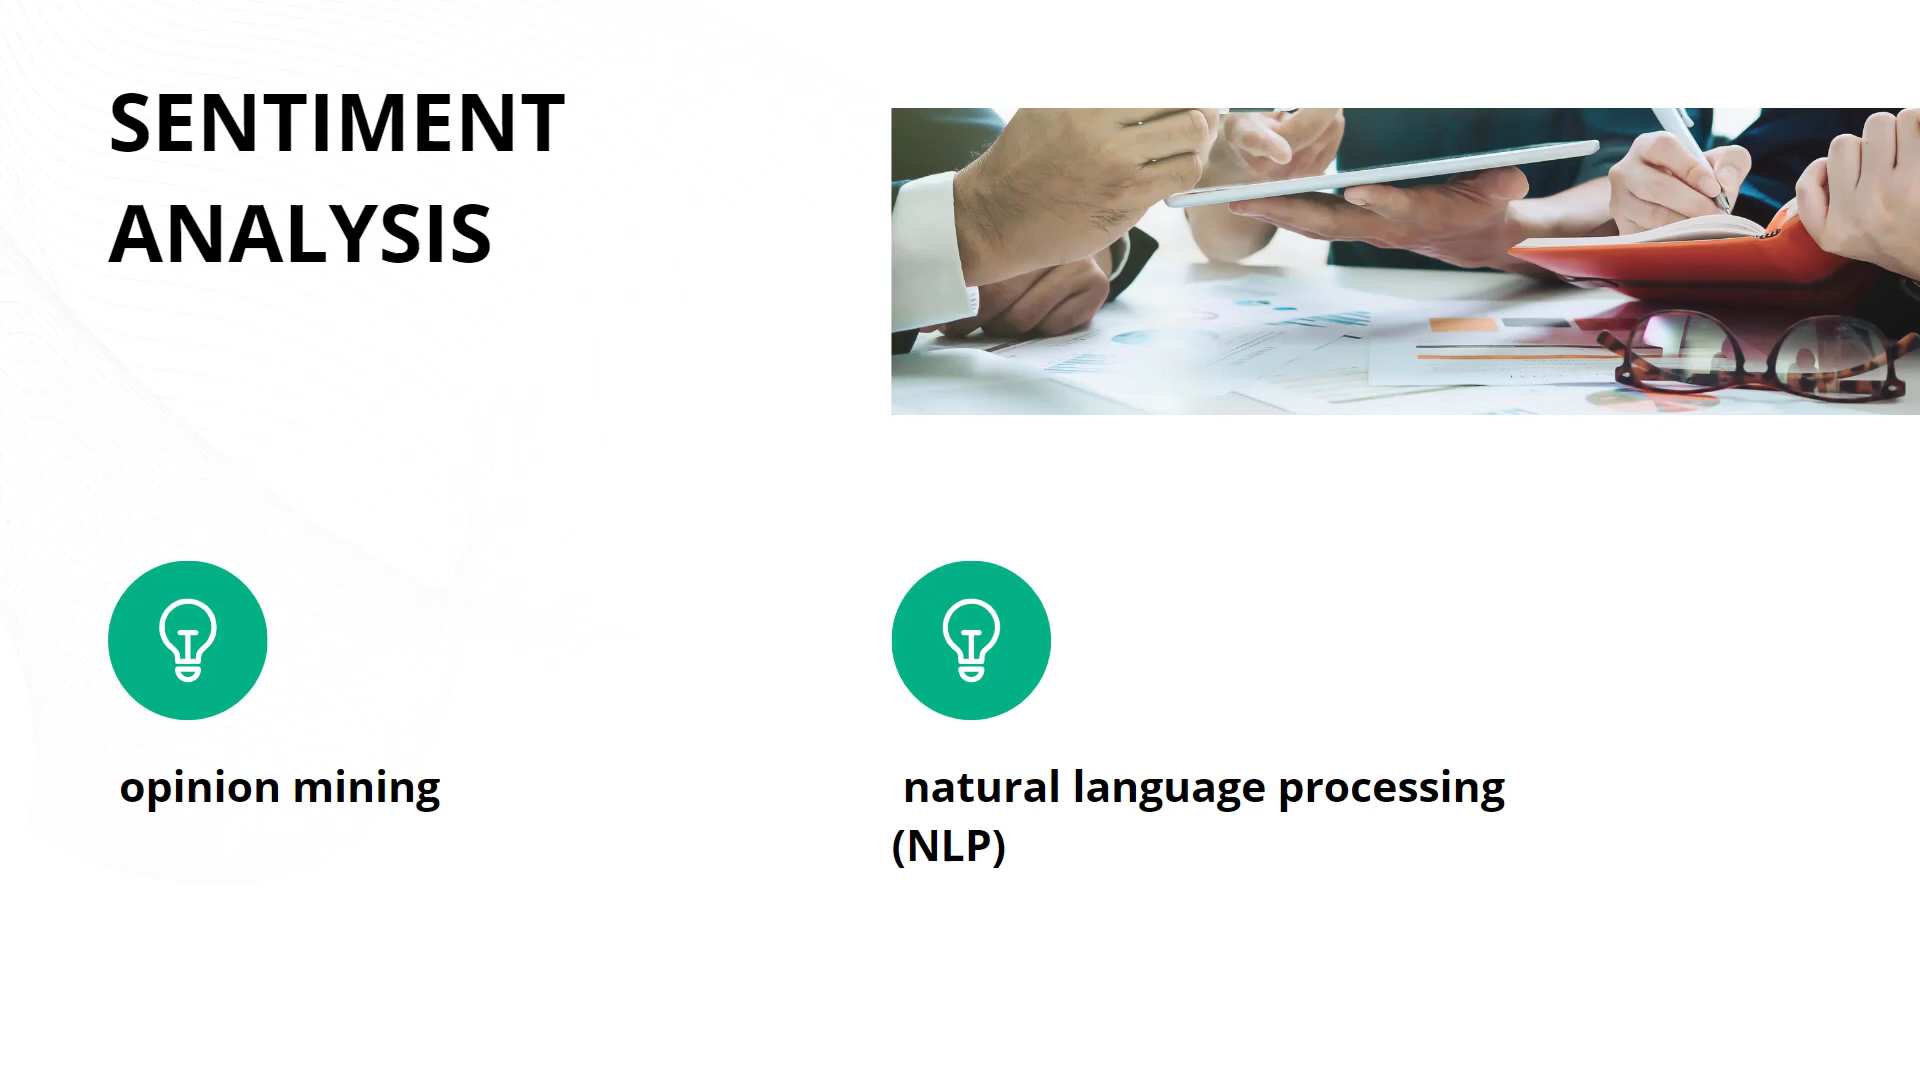 SENTIMENT
ANALYSIS
opinion mining
natural language processing
(NLP)